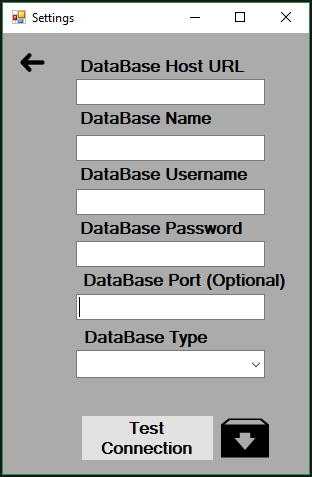 Settings
DataBase Host URL
DataBase Name
DataBase Username
DataBase Password
DataBase Port (Optional)
DataBase Type
Test
Connection